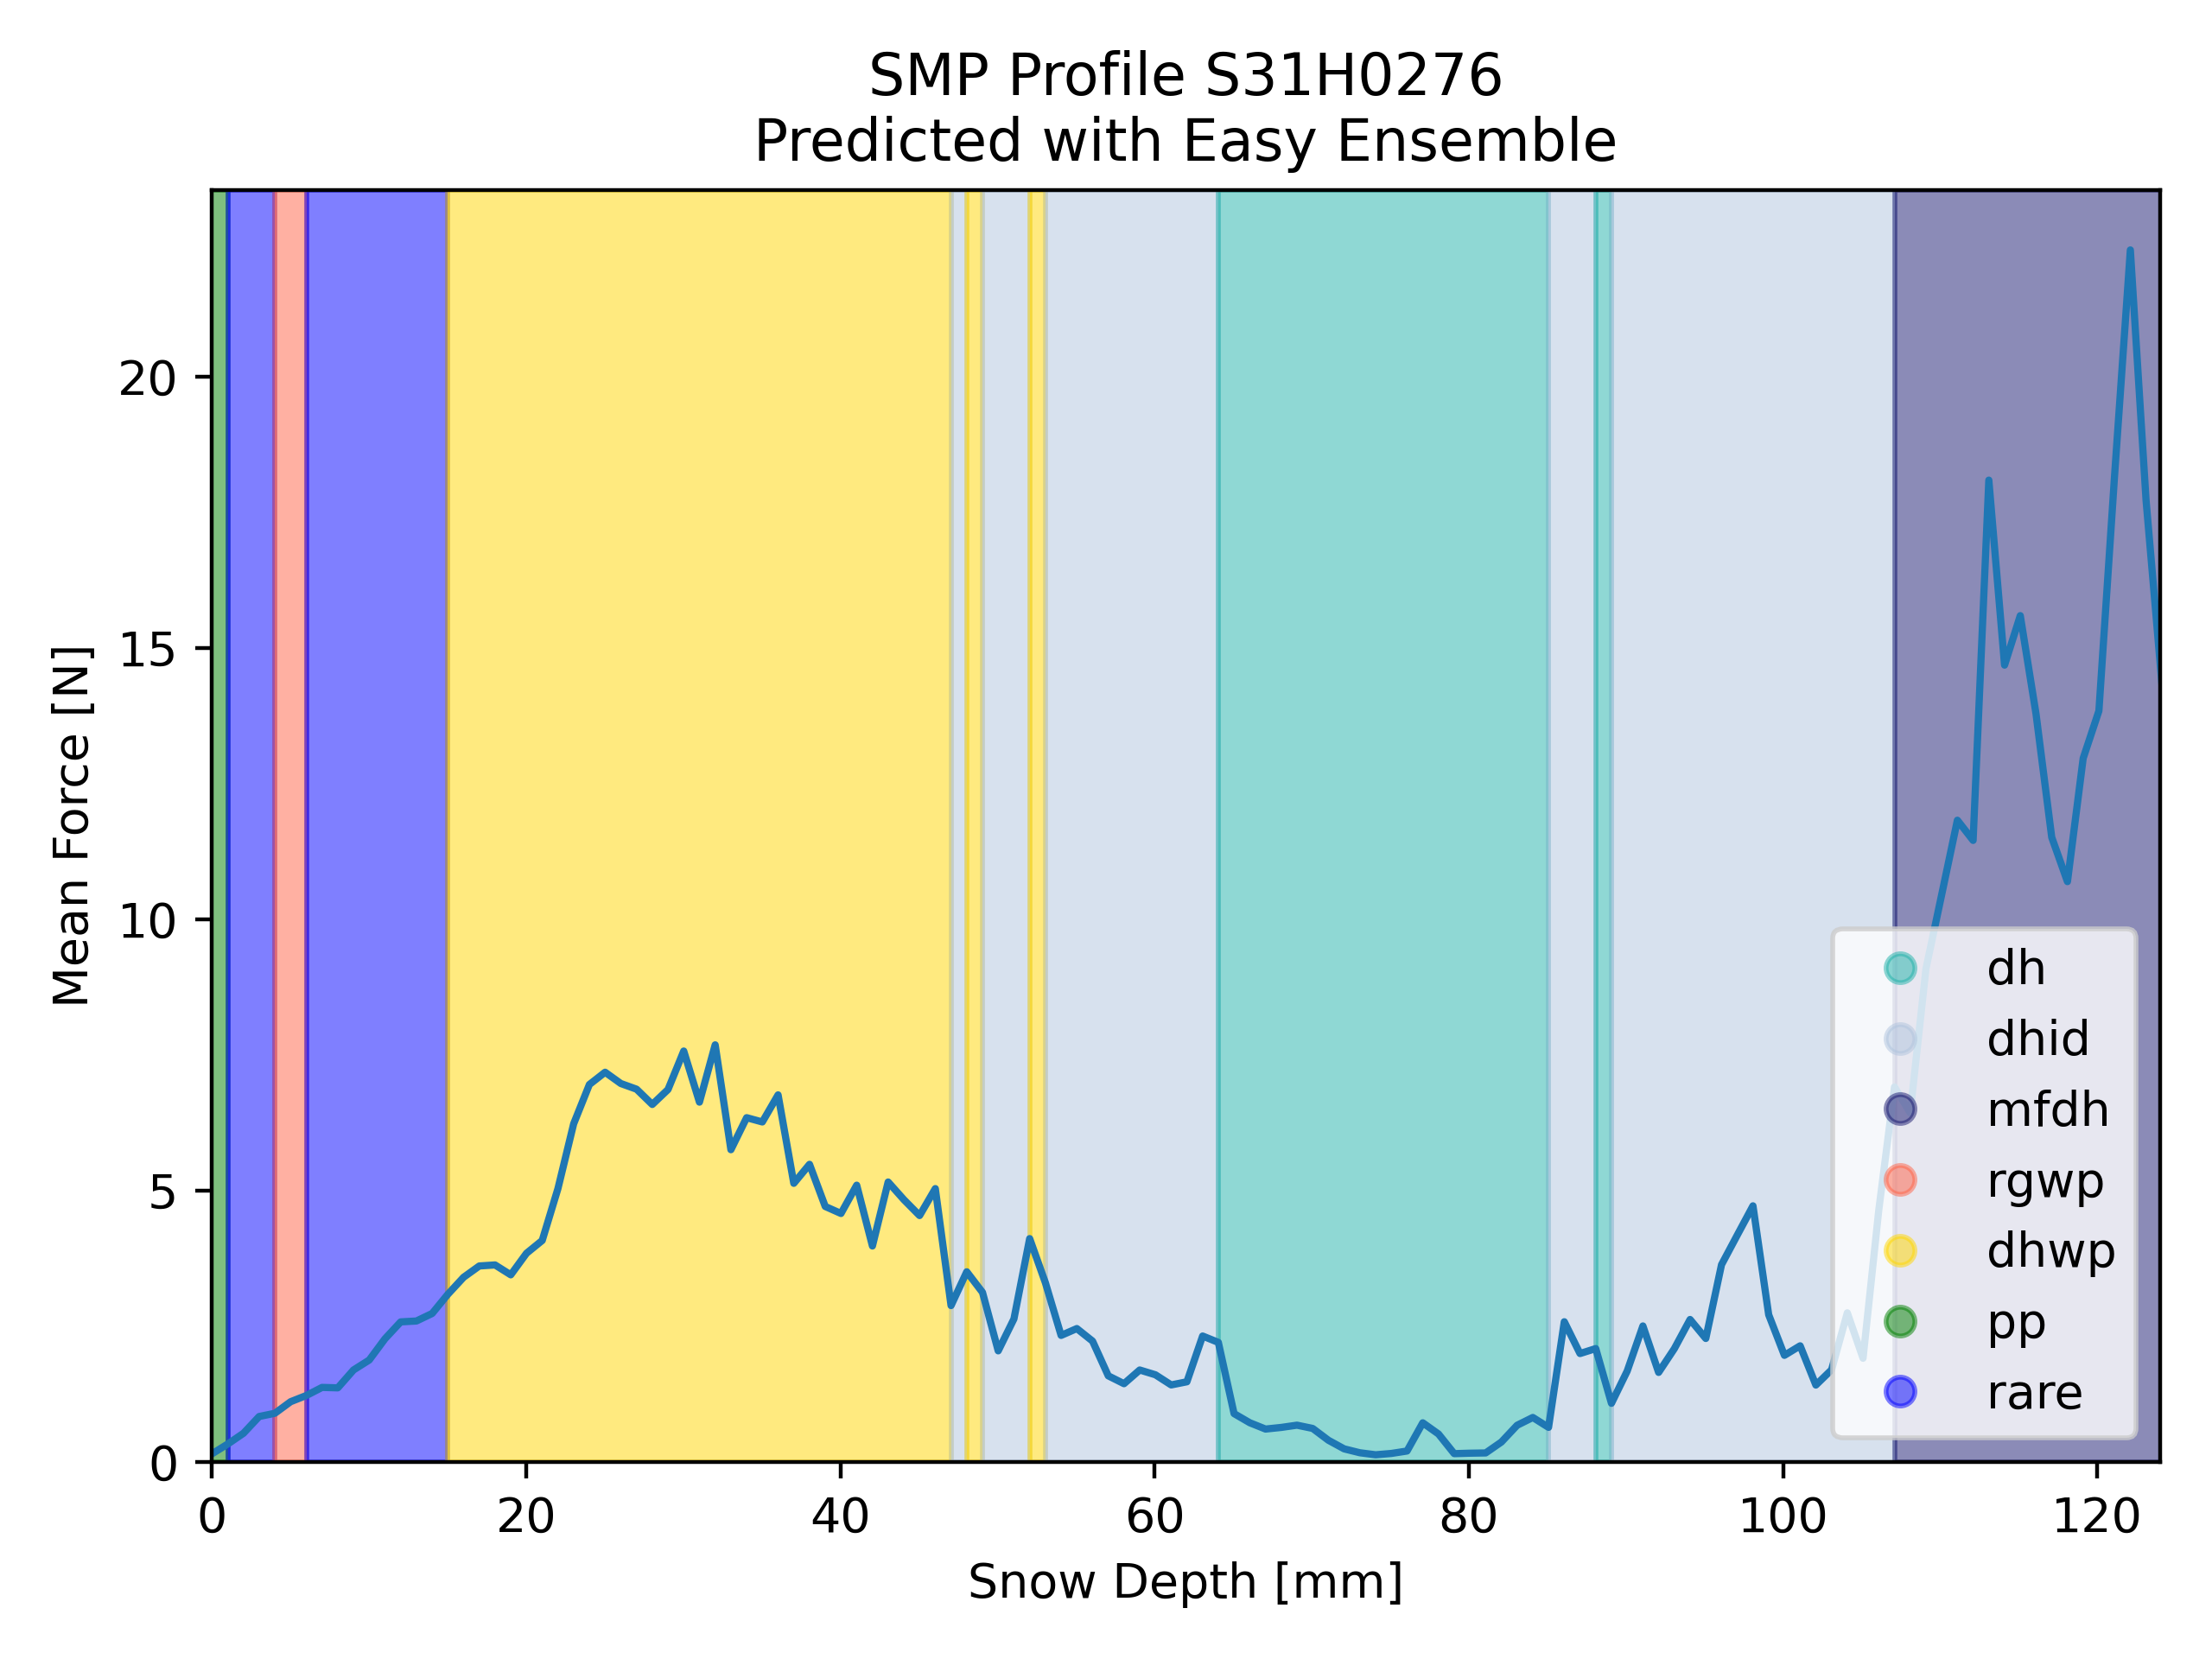 SMP Profile S31H0276
Predicted with Easy Ensemble
Mean Force [N]
20
15
10
5
0
0 20 40 60 80 100 120
Snow Depth [mm]
dh
dhid
mfdh
rgwp
dhwp
pp
rare